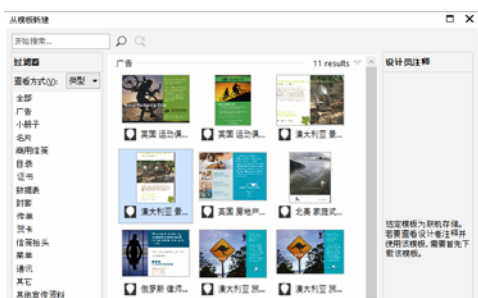 从模板新建
开始搜索...
过滤器
查看方式(V): 类型
全部
广告
小册子
名片
商用信笺
目录
证书
数据表
封套
传单
贺卡
信笺抬头
菜单
通讯
其它
其他宣传资料
广告
11 results
英国 运动俱...
英国 运动俱...
澳大利亚 景...
澳大利亚 景...
英国 房地产...
北美 家庭式...
俄罗斯 律师...
澳大利亚 旅...
澳大利亚 旅...
设计员注释
选定模板为联机存储。
若要查看设计者注释并
使用该模板, 需要首先下
载该模板。